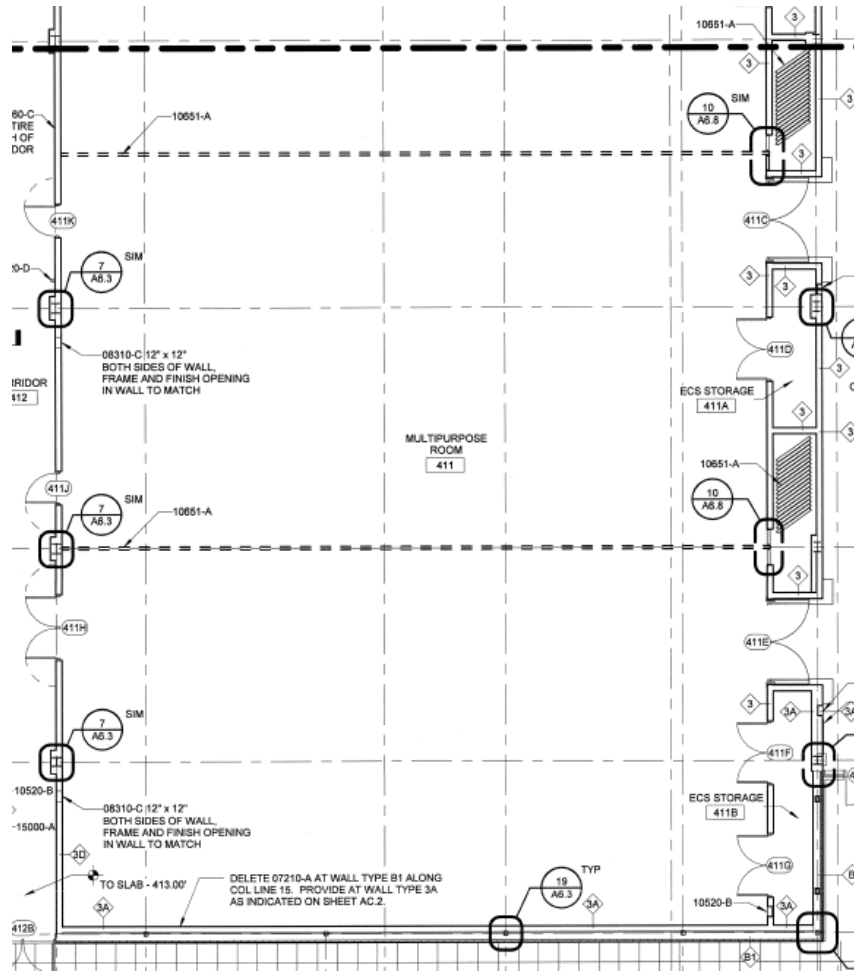 10651-A
3
3
10
A6.8
SIM
3
60-C
TIRE
H OF
DOR
10651-A
3
3
411K
411C
7
A6.3
SIM
20-D
3
3
3
08310-C 12" x 12"
BOTH SIDES OF WALL,
FRAME AND FINISH OPENING
IN WALL TO MATCH
411D
RRIDOR
412
ECS STORAGE
411A
3
3
3
MULTIPURPOSE
ROOM
411
10651-A
411J
7
A6.3
SIM
10651-A
10
A6.8
3
411H
411E
7
A6.3
SIM
3
3A
3A
411F
10520-B
15000-A
08310-C 12" x 12"
BOTH SIDES OF WALL,
FRAME AND FINISH OPENING
IN WALL TO MATCH
ECS STORAGE
411B
3D
TO SLAB - 413.00'
DELETE 07210-A AT WALL TYPE B1 ALONG
COL LINE 15. PROVIDE AT WALL TYPE 3A
AS INDICATED ON SHEET AC.2.
19
A6.3
TYP
411G
B
3A
3A
10520-B
3A
412B
B1